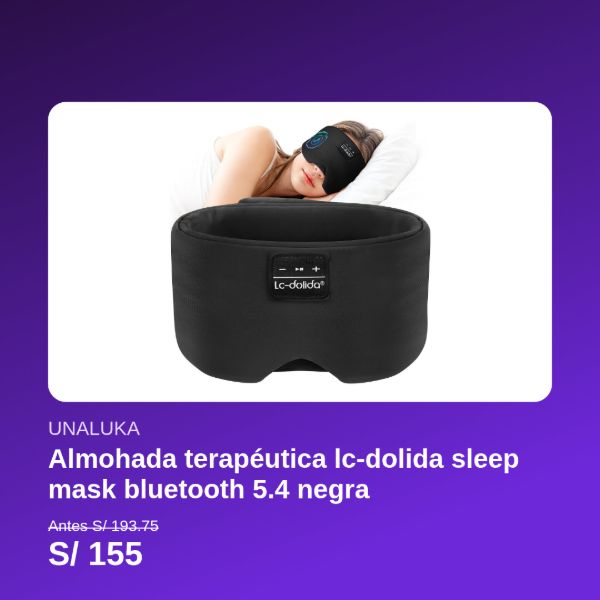 Lc-dolida®
UNALUKA
Almohada terapéutica lc-dolida sleep
mask bluetooth 5.4 negra
Antes S/ 193.75
S/ 155